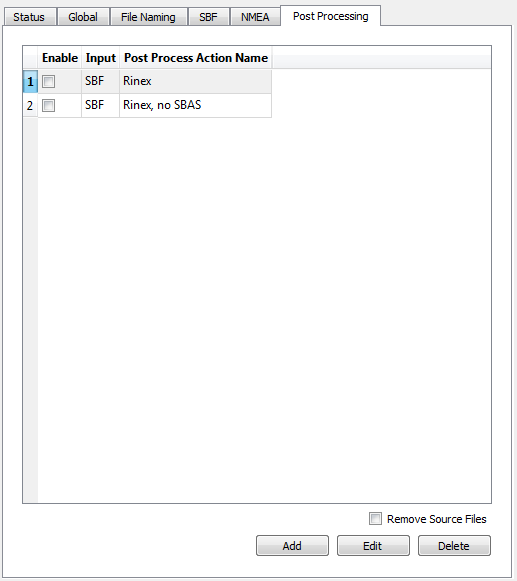 Status Global File Naming SBF NMEA Post Processing
Enable Input Post Process Action Name
1 SBF Rinex
2 SBF Rinex, no SBAS
Remove Source Files
Add Edit Delete